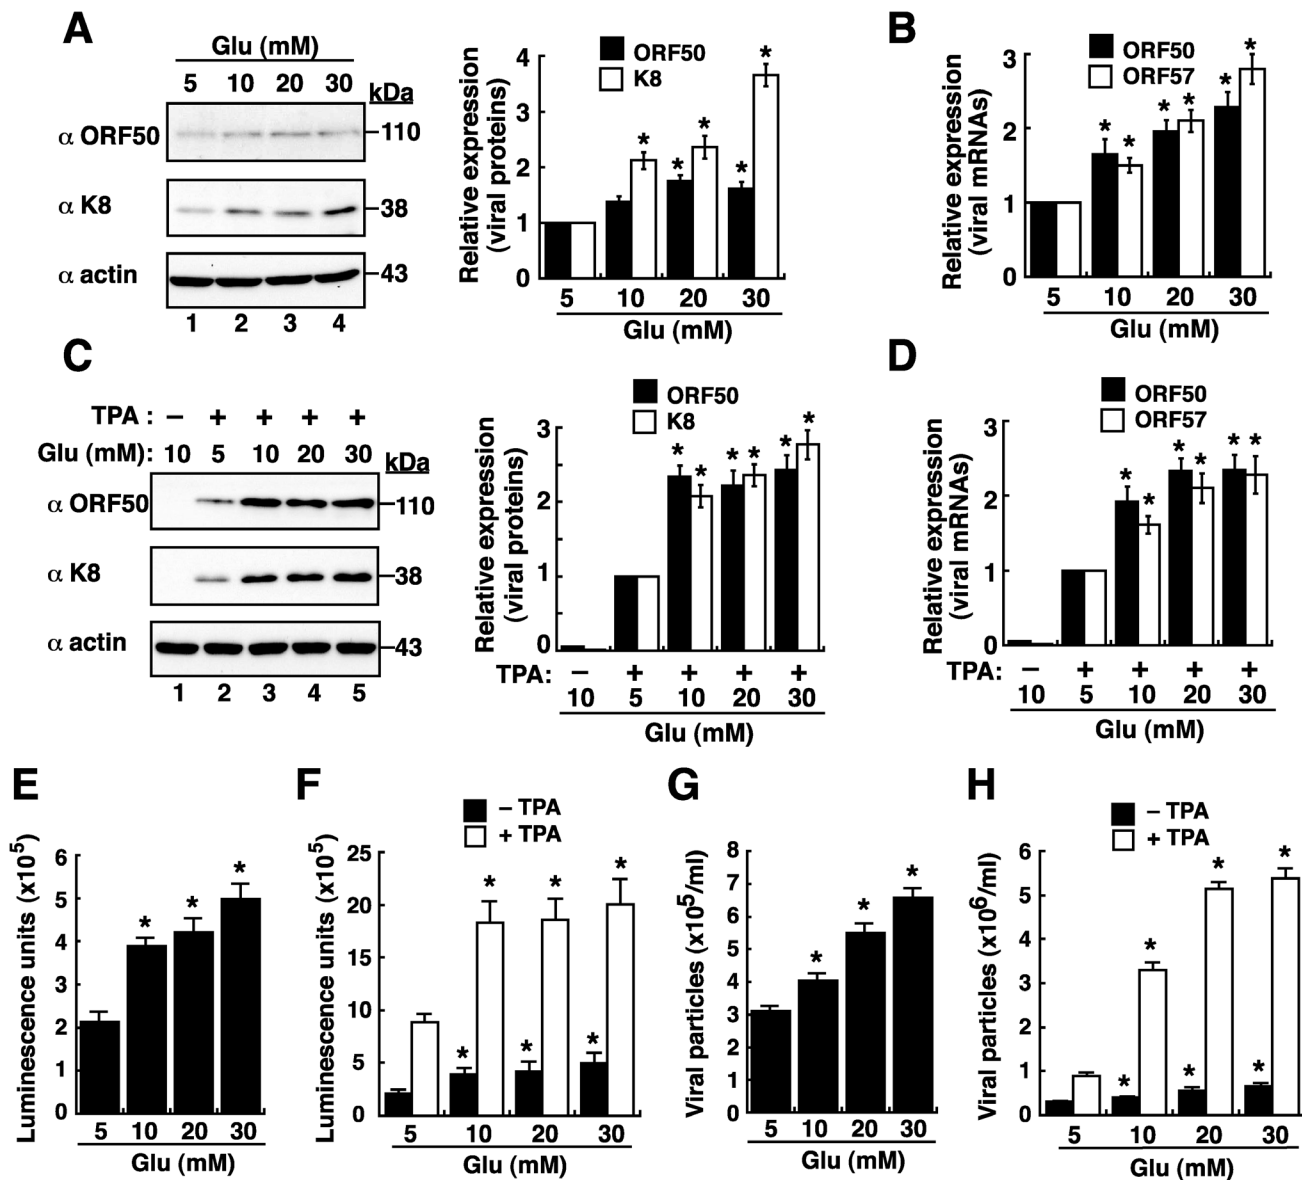 A
Glu (mM)
5 10 20 30
kDa
α ORF50
110
α K8
38
α actin
43
1 2 3 4
ORF50
K8
Relative expression
(viral proteins)
4
3
2
1
0
* * * * *
5 10 20 30
Glu (mM)
B
ORF50
ORF57
Relative expression
(viral mRNAs)
3
2
1
0
* * * * * *
5 10 20 30
Glu (mM)
C
TPA : – + + + +
Glu (mM): 10 5 10 20 30
kDa
α ORF50
110
α K8
38
α actin
43
1 2 3 4 5
ORF50
K8
Relative expression
(viral proteins)
3
2
1
0
* * * * * *
TPA: – + + + +
10 5 10 20 30
Glu (mM)
D
ORF50
ORF57
Relative expression
(viral mRNAs)
3
2
1
0
* * * * * *
TPA: – + + + +
10 5 10 20 30
Glu (mM)
E
Luminescence units (x10⁵)
6
5
4
3
2
1
0
* * *
5 10 20 30
Glu (mM)
F
– TPA
+ TPA
Luminescence units (x10⁵)
25
20
15
10
5
0
* * * * * *
5 10 20 30
Glu (mM)
G
Viral particles (x10⁵/ml)
8
7
6
5
4
3
2
1
0
* * *
5 10 20 30
Glu (mM)
H
– TPA
+ TPA
Viral particles (x10⁶/ml)
6
5
4
3
2
1
0
* * * * * *
5 10 20 30
Glu (mM)